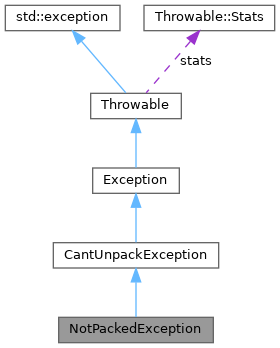 std::exception
Throwable::Stats
stats
Throwable
Exception
CantUnpackException
NotPackedException